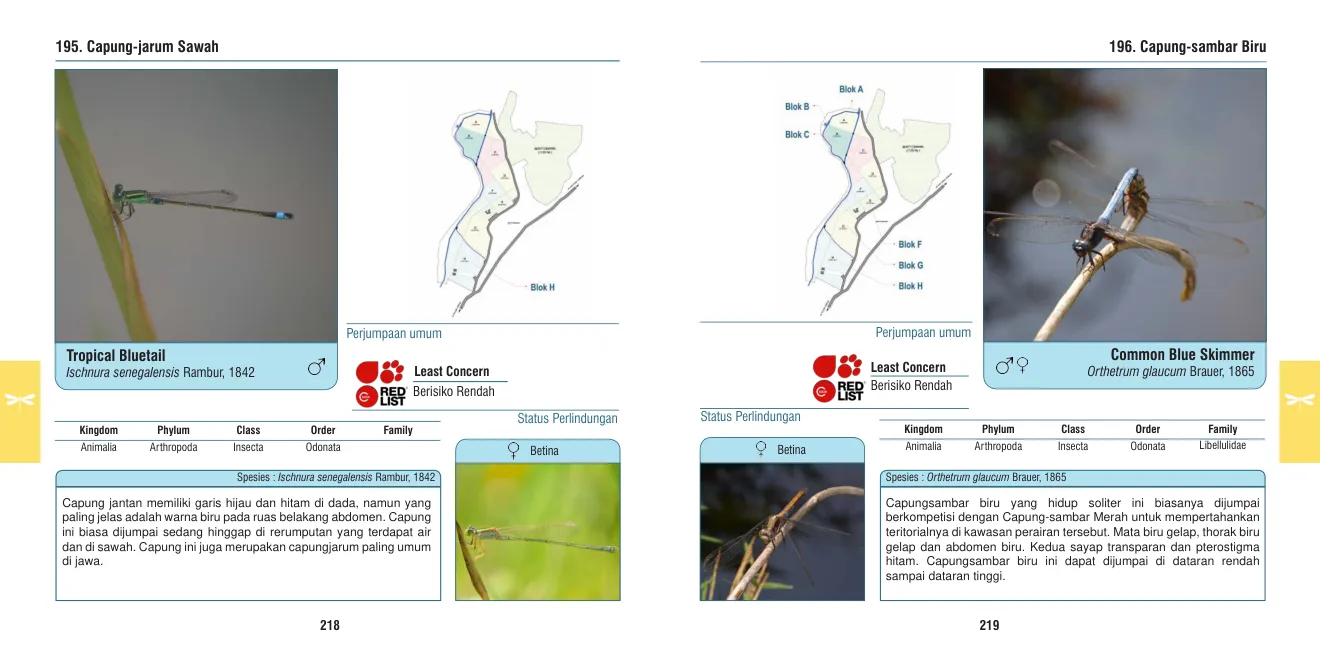 195. Capung-jarum Sawah
Blok H
Perjumpaan umum
Tropical Bluetail
Ischnura senegalensis Rambur, 1842
♂
RED
LIST
Least Concern
Berisiko Rendah
Status Perlindungan
Kingdom Phylum Class Order Family
Animalia Arthropoda Insecta Odonata
♀ Betina
Spesies : Ischnura senegalensis Rambur, 1842
Capung jantan memiliki garis hijau dan hitam di dada, namun yang
paling jelas adalah warna biru pada ruas belakang abdomen. Capung
ini biasa dijumpai sedang hinggap di rerumputan yang terdapat air
dan di sawah. Capung ini juga merupakan capungjarum paling umum
di jawa.
218
196. Capung-sambar Biru
Blok A
Blok B
Blok C
Blok F
Blok G
Blok H
Perjumpaan umum
♂♀
Common Blue Skimmer
Orthetrum glaucum Brauer, 1865
RED
LIST
Least Concern
Berisiko Rendah
Status Perlindungan
Kingdom Phylum Class Order Family
Animalia Arthropoda Insecta Odonata Libellulidae
♀ Betina
Spesies : Orthetrum glaucum Brauer, 1865
Capungsambar biru yang hidup soliter ini biasanya dijumpai
berkompetisi dengan Capung-sambar Merah untuk mempertahankan
teritorialnya di kawasan perairan tersebut. Mata biru gelap, thorak biru
gelap dan abdomen biru. Kedua sayap transparan dan pterostigma
hitam. Capungsambar biru ini dapat dijumpai di dataran rendah
sampai dataran tinggi.
219